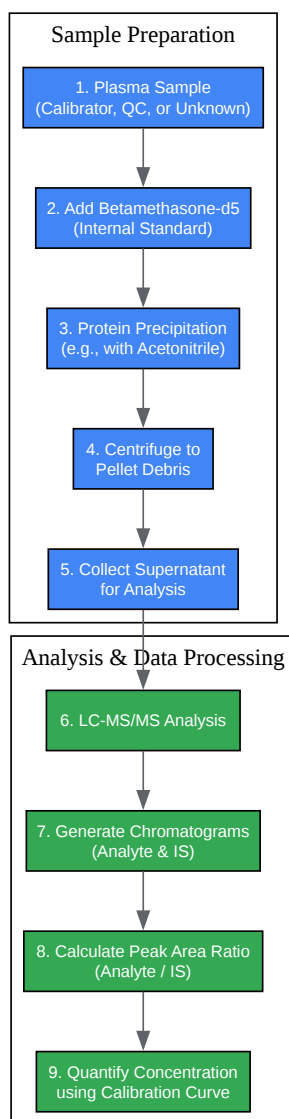 Sample Preparation
1. Plasma Sample
(Calibrator, QC, or Unknown)
2. Add Betamethasone-d5
(Internal Standard)
3. Protein Precipitation
(e.g., with Acetonitrile)
4. Centrifuge to
Pellet Debris
5. Collect Supernatant
for Analysis
Analysis & Data Processing
6. LC-MS/MS Analysis
7. Generate Chromatograms
(Analyte & IS)
8. Calculate Peak Area Ratio
(Analyte / IS)
9. Quantify Concentration
using Calibration Curve